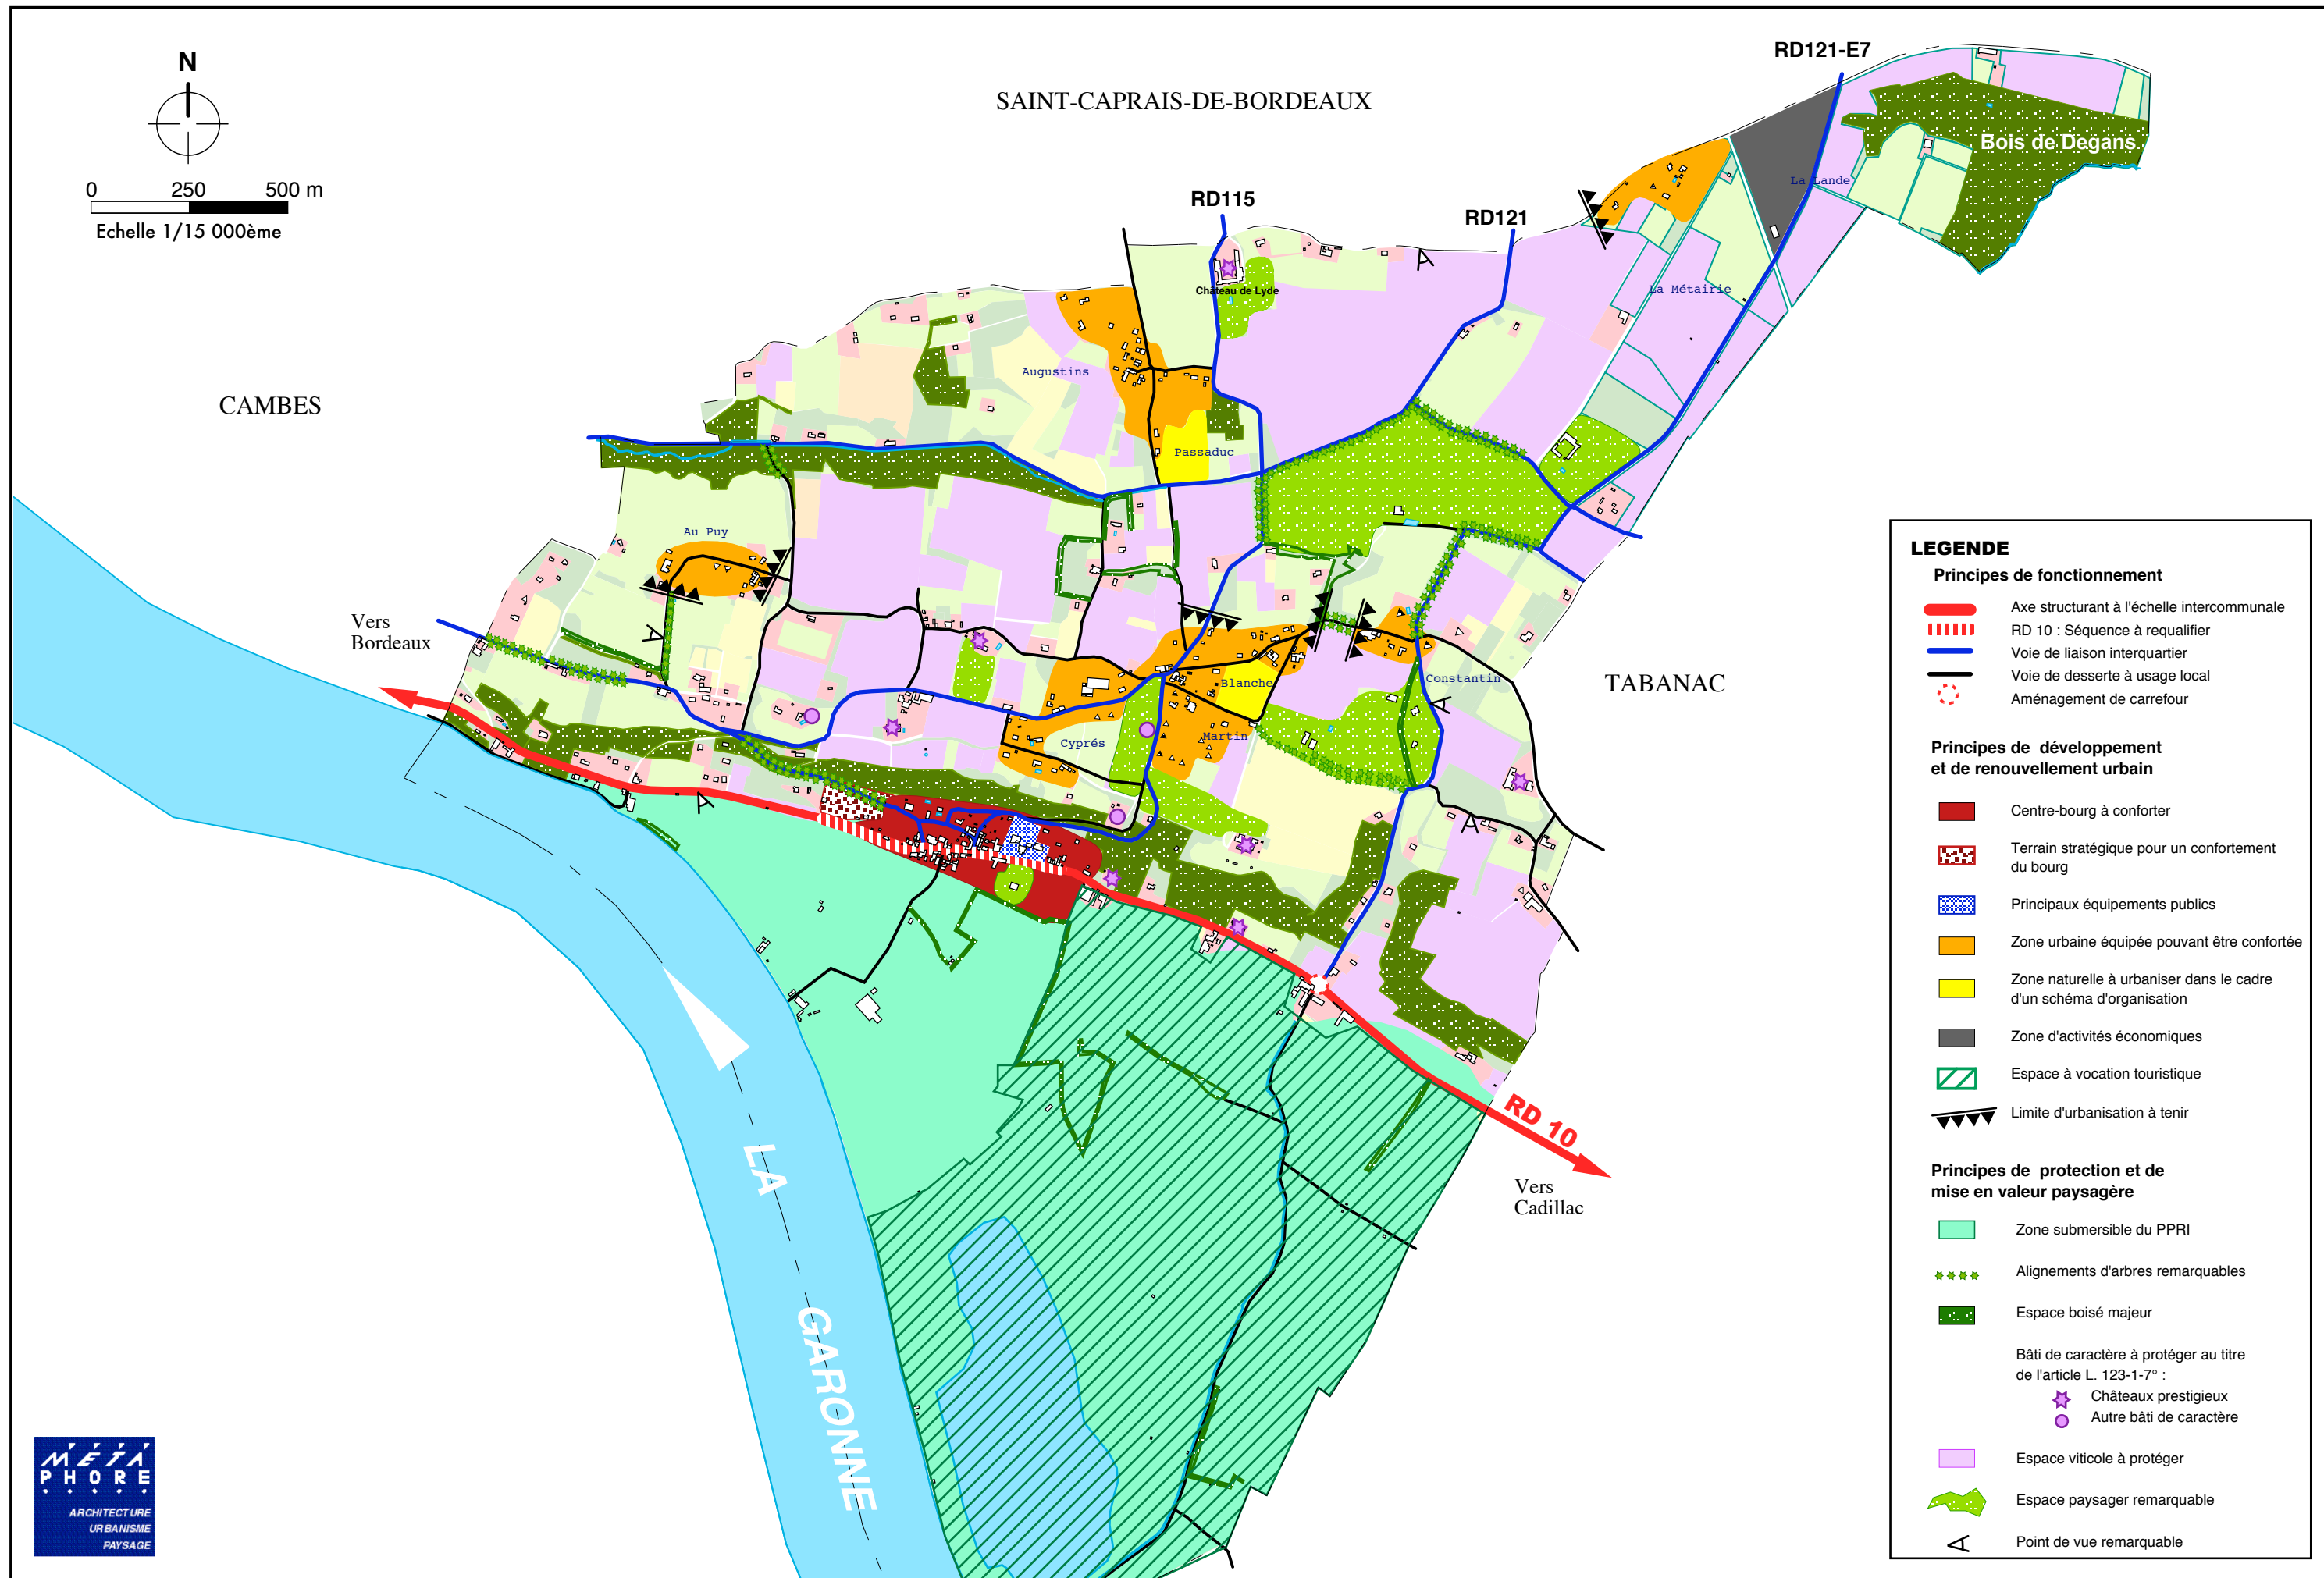 N
0 250 500 m
Echelle 1/15 000ème
SAINT-CAPRAIS-DE-BORDEAUX
RD121-E7
Bois de Degans
La Lande
RD115
RD121
Château de Lyde
La Métairie
CAMBES
Augustins
Passaduc
Au Puy
Vers
Bordeaux
Blanche
Constantin
TABANAC
Cyprés
Martin
RD 10
Vers
Cadillac
LA
GARONNE
LEGENDE
Principes de fonctionnement
Axe structurant à l'échelle intercommunale
RD 10 : Séquence à requalifier
Voie de liaison interquartier
Voie de desserte à usage local
Aménagement de carrefour
Principes de développement
et de renouvellement urbain
Centre-bourg à conforter
Terrain stratégique pour un confortement
du bourg
Principaux équipements publics
Zone urbaine équipée pouvant être confortée
Zone naturelle à urbaniser dans le cadre
d'un schéma d'organisation
Zone d'activités économiques
Espace à vocation touristique
Limite d'urbanisation à tenir
Principes de protection et de
mise en valeur paysagère
Zone submersible du PPRI
Alignements d'arbres remarquables
Espace boisé majeur
Bâti de caractère à protéger au titre
de l'article L. 123-1-7° :
Châteaux prestigieux
Autre bâti de caractère
Espace viticole à protéger
Espace paysager remarquable
Point de vue remarquable
META
PHORE
ARCHITECTURE
URBANISME
PAYSAGE